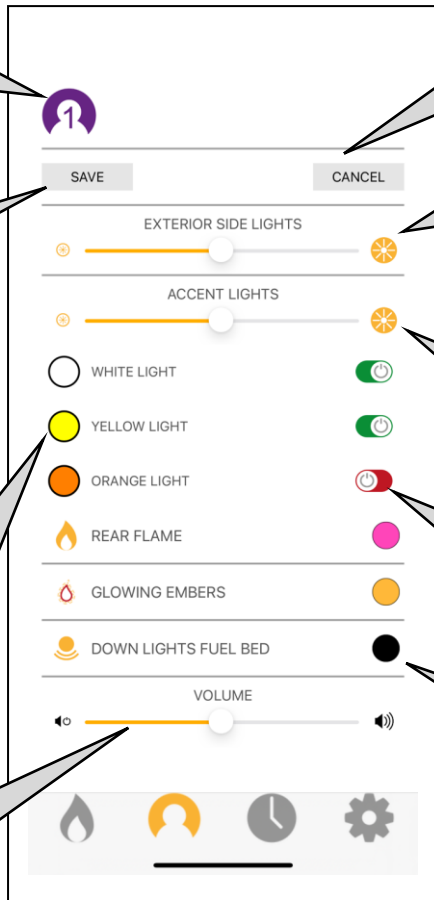 1
SAVE
CANCEL
EXTERIOR SIDE LIGHTS
ACCENT LIGHTS
WHITE LIGHT
YELLOW LIGHT
ORANGE LIGHT
REAR FLAME
GLOWING EMBERS
DOWN LIGHTS FUEL BED
VOLUME